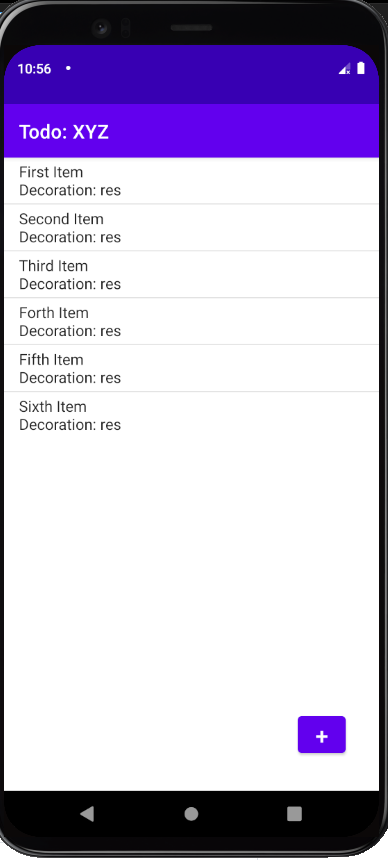 10:56
Todo: XYZ
First Item
Decoration: res
Second Item
Decoration: res
Third Item
Decoration: res
Forth Item
Decoration: res
Fifth Item
Decoration: res
Sixth Item
Decoration: res
+